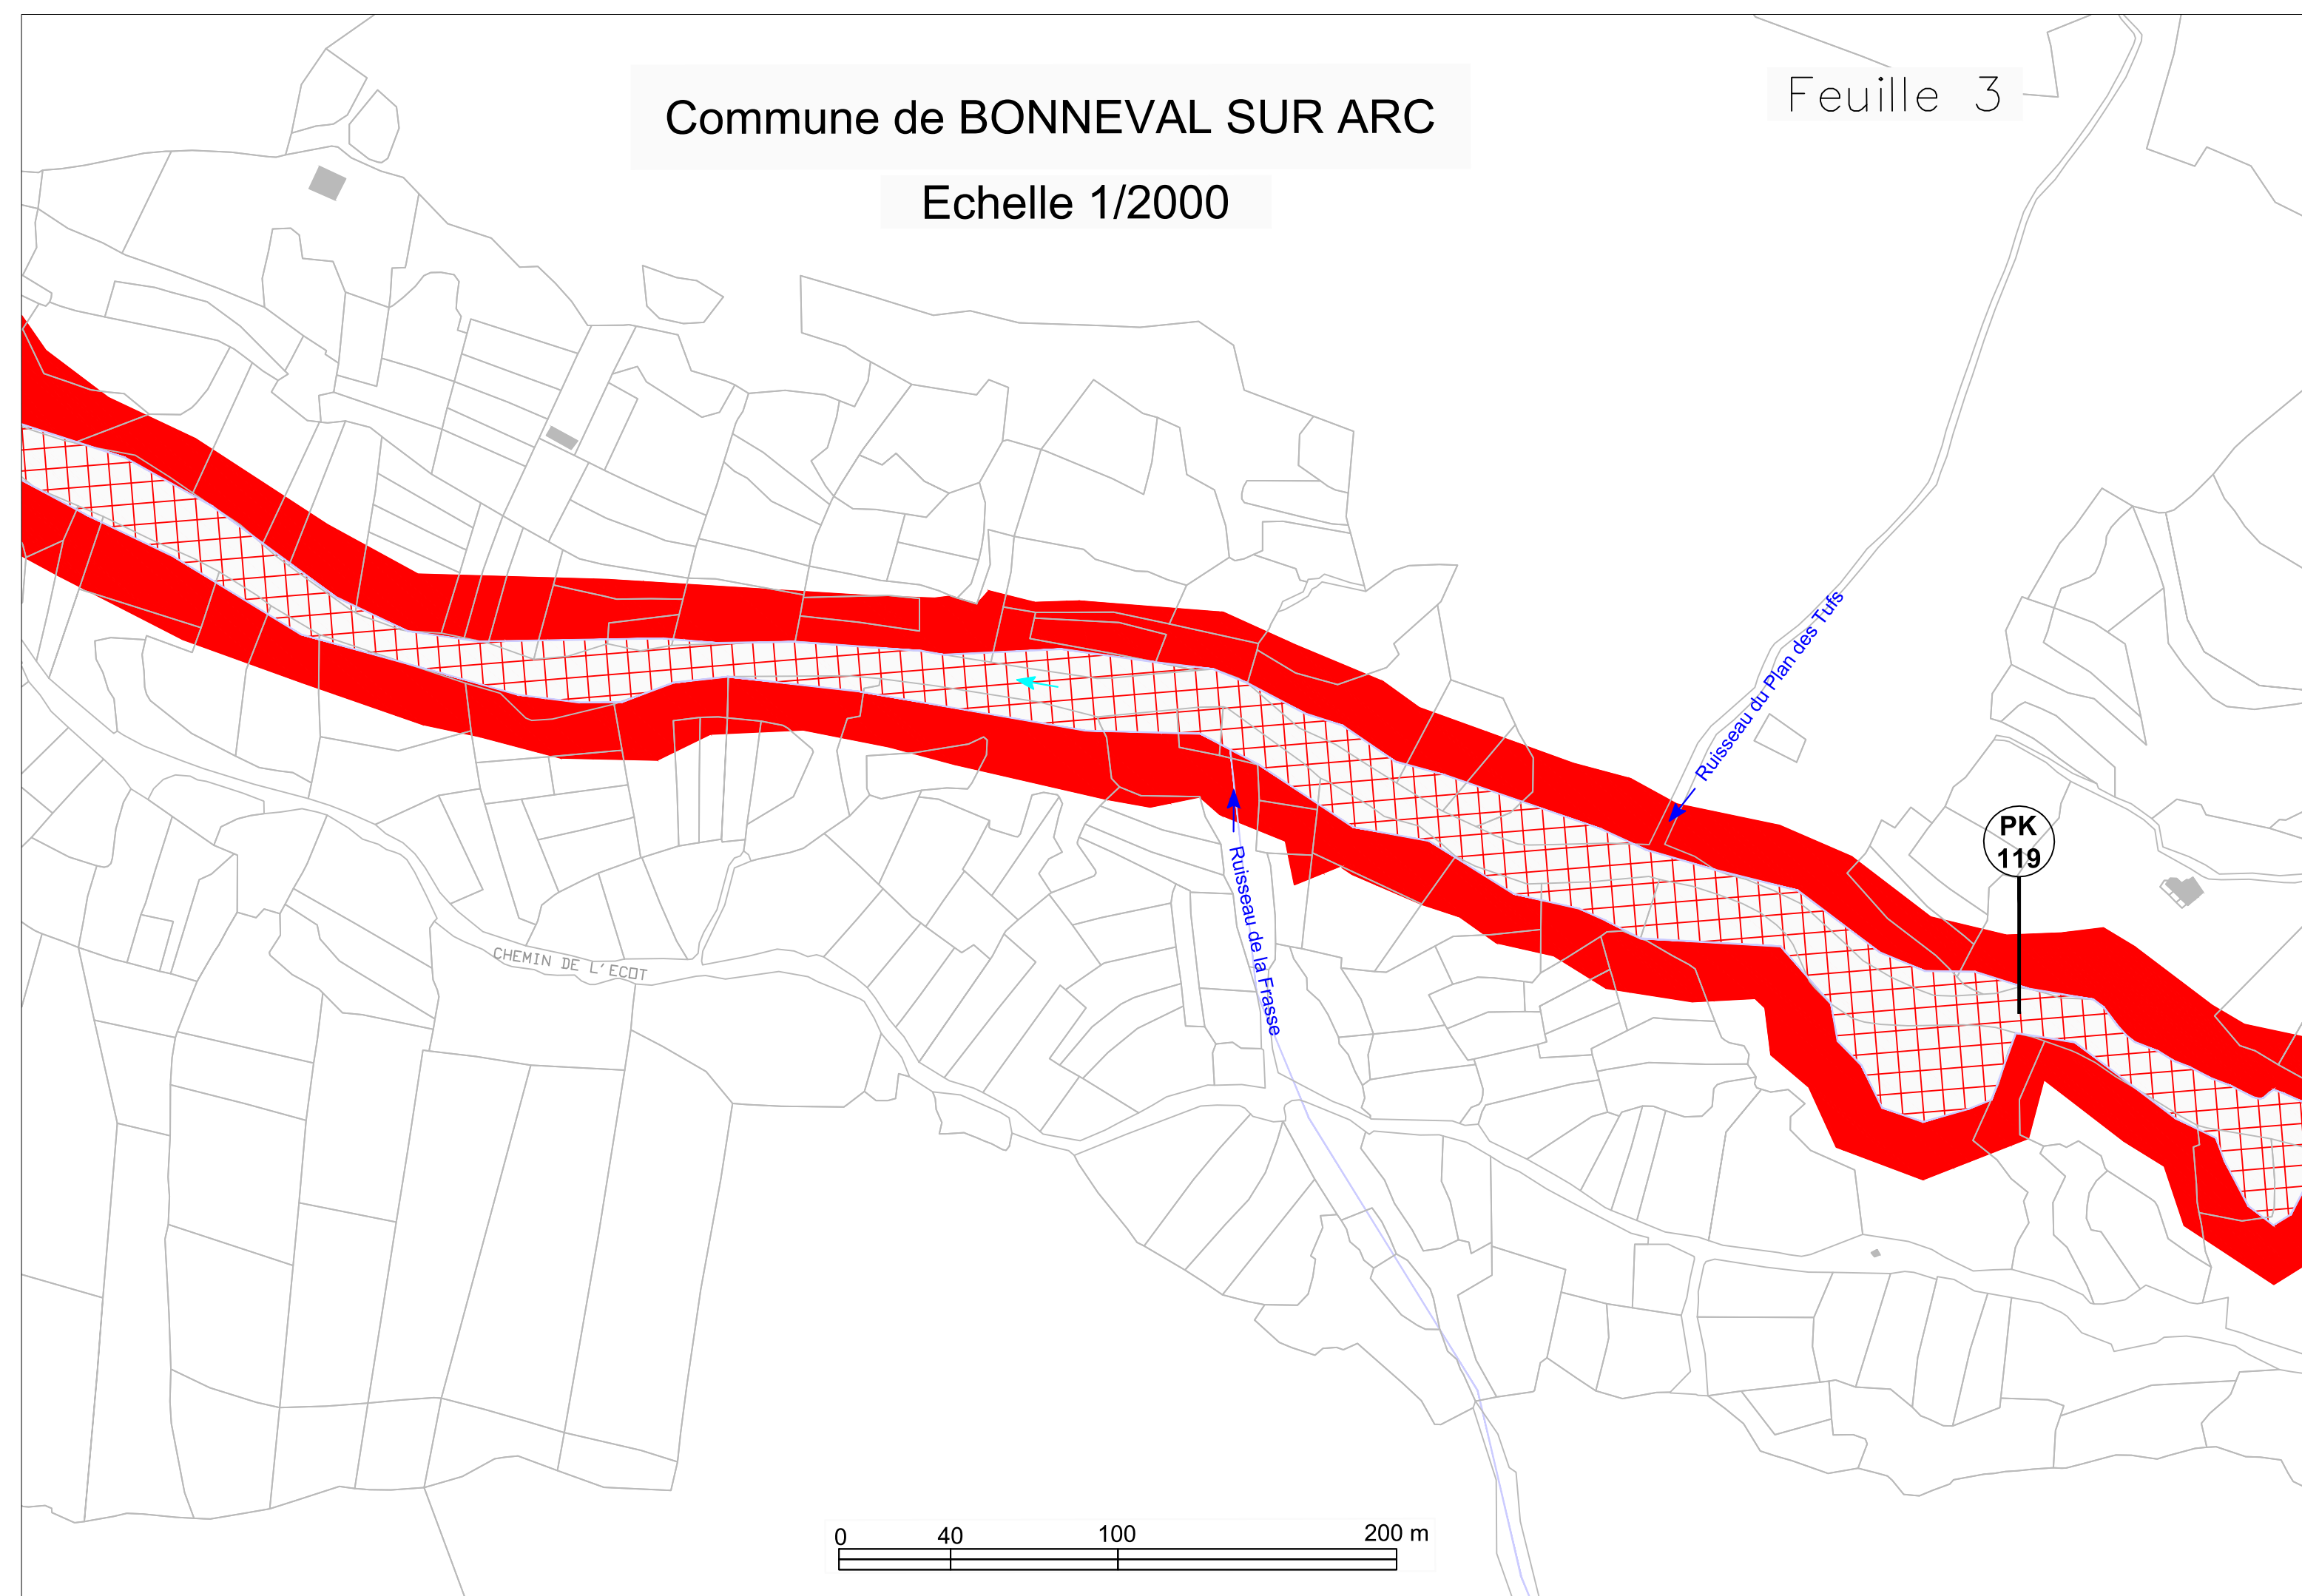 Commune de BONNEVAL SUR ARC
Feuille 3
Echelle 1/2000
Ruisseau du Plan des Tufs
PK
119
Ruisseau de la Frasse
CHEMIN DE L'ECOT
0 40 100 200 m